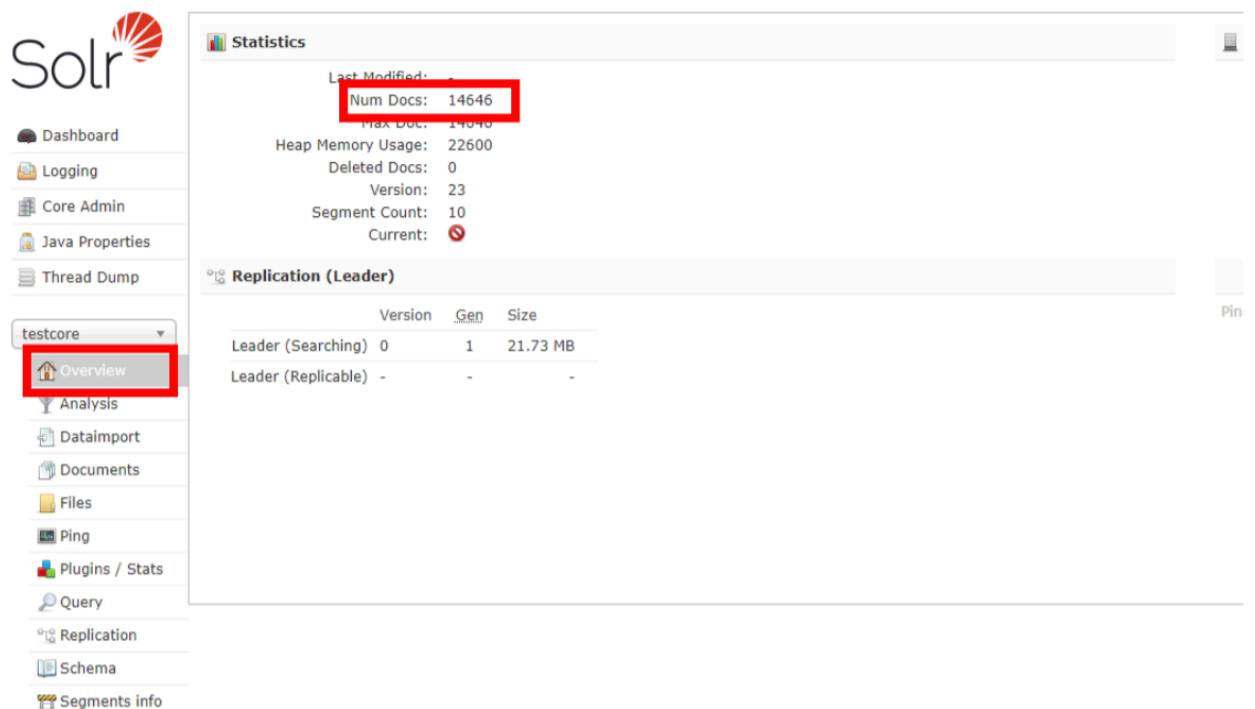 Solr
Dashboard
Logging
Core Admin
Java Properties
Thread Dump
testcore
Overview
Analysis
Dataimport
Documents
Files
Ping
Plugins / Stats
Query
Replication
Schema
Segments info
Statistics
Last Modified: -
Num Docs: 14646
Max Doc: 14646
Heap Memory Usage: 22600
Deleted Docs: 0
Version: 23
Segment Count: 10
Current:
Replication (Leader)
Version Gen Size
Leader (Searching) 0 1 21.73 MB
Leader (Replicable) - - -
Pin